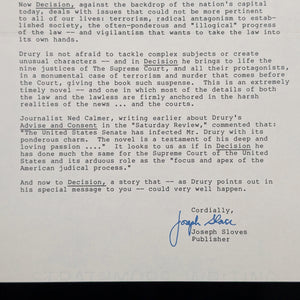 Now Decision, against the backdrop of the nation's capital
today, deals with issues that could not be more pertinent
to all of our lives: terrorism, radical antagonism to estab-
lished society, the often-ponderous and "illogical" progress
of the law -- and vigilantism that wants to take the law into
its own hands.
Drury is not afraid to tackle complex subjects or create
unusual characters -- and in Decision he brings to life the
nine justices of The Supreme Court, and all their protagonists,
in a monumental case of terrorism and murder that comes before
the Court, giving the book such suspense. This is an extremely
timely novel -- and one in which most of the details of both
the law and the lawless are firmly anchored in the harsh
realities of the news ... and the courts.
Journalist Ned Calmer, writing earlier about Drury's
Advise and Consent in the "Saturday Review", commented that:
"The United States Senate has infected Mr. Drury with its
ponderous charm. The novel is a testament of his deep and
loving passion ...." It looks to us as if in Decision he
has done much the same for the Supreme Court of the United
States and its arduous role as the "focus and apex of the
American judicial process."
And now to Decision, a story that -- as Drury points out
in his special message to you -- could very well happen.
Cordially,
Joseph Sloves
Joseph Sloves
Publisher